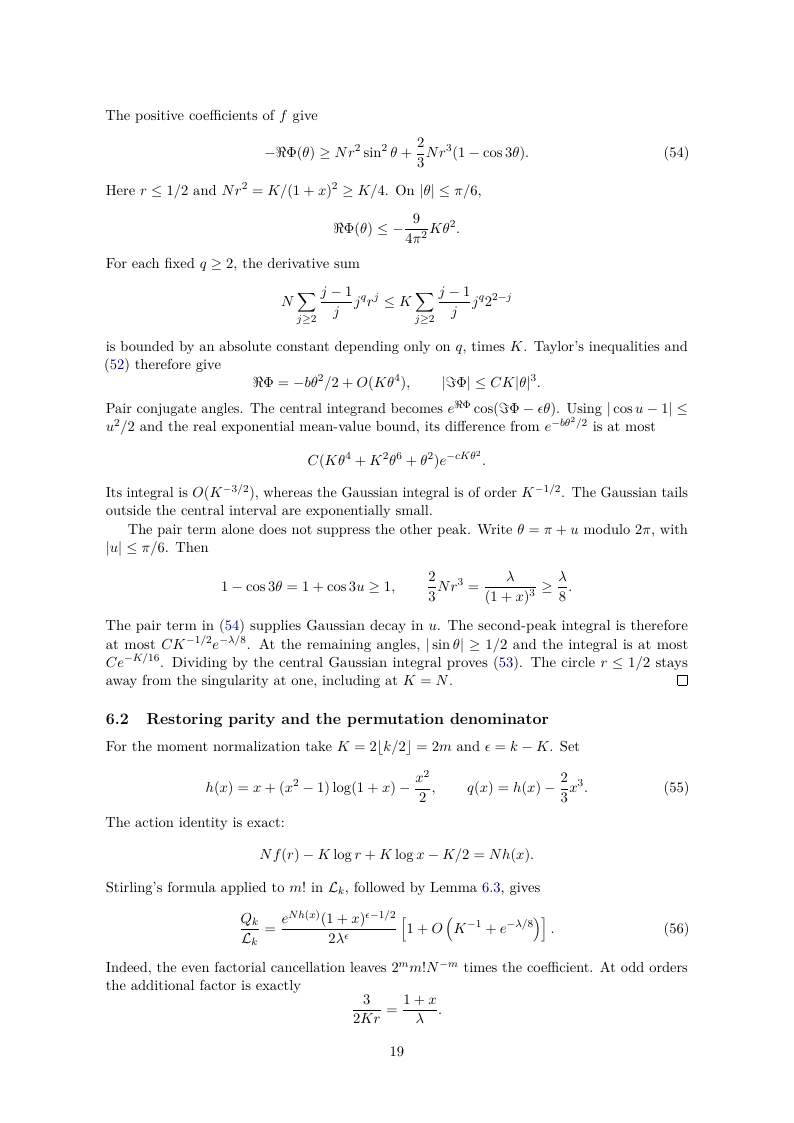 The positive coefficients of f give
−ℜΦ(θ) ≥ Nr² sin² θ + 2/3 Nr³(1 − cos 3θ). (54)
Here r ≤ 1/2 and Nr² = K/(1 + x)² ≥ K/4. On |θ| ≤ π/6,
ℜΦ(θ) ≤ − 9/4π² Kθ².
For each fixed q ≥ 2, the derivative sum
N ∑_{j≥2} (j − 1)/j j^q r^j ≤ K ∑_{j≥2} (j − 1)/j j^q 2^{2−j}
is bounded by an absolute constant depending only on q, times K. Taylor's inequalities and
(52) therefore give
ℜΦ = −bθ²/2 + O(Kθ⁴), |ℑΦ| ≤ CK|θ|³.
Pair conjugate angles. The central integrand becomes e^{ℜΦ} cos(ℑΦ − ϵθ). Using | cos u − 1| ≤
u²/2 and the real exponential mean-value bound, its difference from e^{−bθ²/2} is at most
C(Kθ⁴ + K²θ⁶ + θ²)e^{−cKθ²}.
Its integral is O(K^{−3/2}), whereas the Gaussian integral is of order K^{−1/2}. The Gaussian tails
outside the central interval are exponentially small.
The pair term alone does not suppress the other peak. Write θ = π + u modulo 2π, with
|u| ≤ π/6. Then
1 − cos 3θ = 1 + cos 3u ≥ 1, 2/3 Nr³ = λ/(1 + x)³ ≥ λ/8.
The pair term in (54) supplies Gaussian decay in u. The second-peak integral is therefore
at most CK^{−1/2}e^{−λ/8}. At the remaining angles, | sin θ| ≥ 1/2 and the integral is at most
Ce^{−K/16}. Dividing by the central Gaussian integral proves (53). The circle r ≤ 1/2 stays
away from the singularity at one, including at K = N. □
6.2 Restoring parity and the permutation denominator
For the moment normalization take K = 2⌊k/2⌋ = 2m and ϵ = k − K. Set
h(x) = x + (x² − 1) log(1 + x) − x²/2, q(x) = h(x) − 2/3 x³. (55)
The action identity is exact:
Nf(r) − K log r + K log x − K/2 = Nh(x).
Stirling's formula applied to m! in ℒ_k, followed by Lemma 6.3, gives
Q_k/ℒ_k = e^{Nh(x)}(1 + x)^{ϵ−1/2}/2λ^ϵ [1 + O (K^{−1} + e^{−λ/8})] . (56)
Indeed, the even factorial cancellation leaves 2^m m!N^{−m} times the coefficient. At odd orders
the additional factor is exactly
3/2Kr = (1 + x)/λ.
19